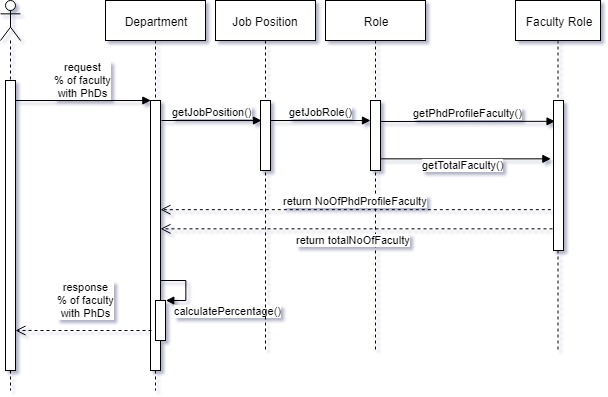 Department
Job Position
Role
Faculty Role
request
% of faculty
with PhDs
getJobPosition()
getJobRole()
getPhdProfileFaculty()
getTotalFaculty()
return NoOfPhdProfileFaculty
return totalNoOfFaculty
response
% of faculty
with PhDs
calculatePercentage()